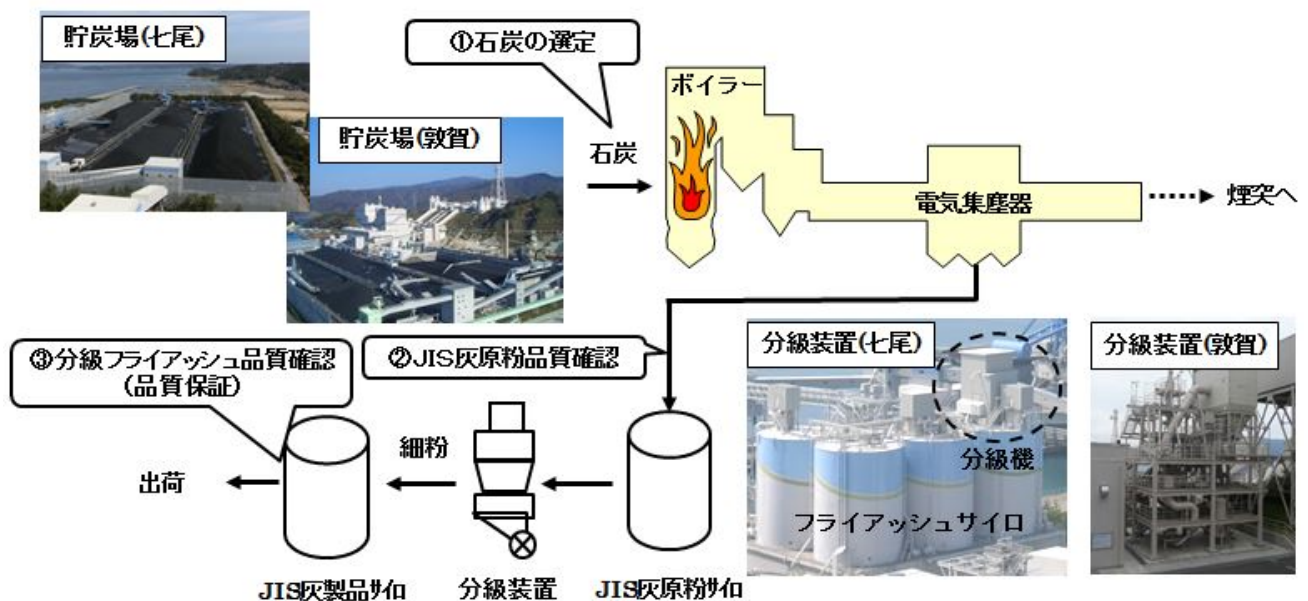 貯炭場(七尾)
①石炭の選定
貯炭場(敦賀)
石炭
ボイラー
電気集塵器
煙突へ
③分級フライアッシュ品質確認
(品質保証)
②JIS灰原粉品質確認
分級装置(七尾)
分級装置(敦賀)
分級機
フライアッシュサイロ
出荷
細粉
JIS灰製品サイロ
分級装置
JIS灰原粉サイロ